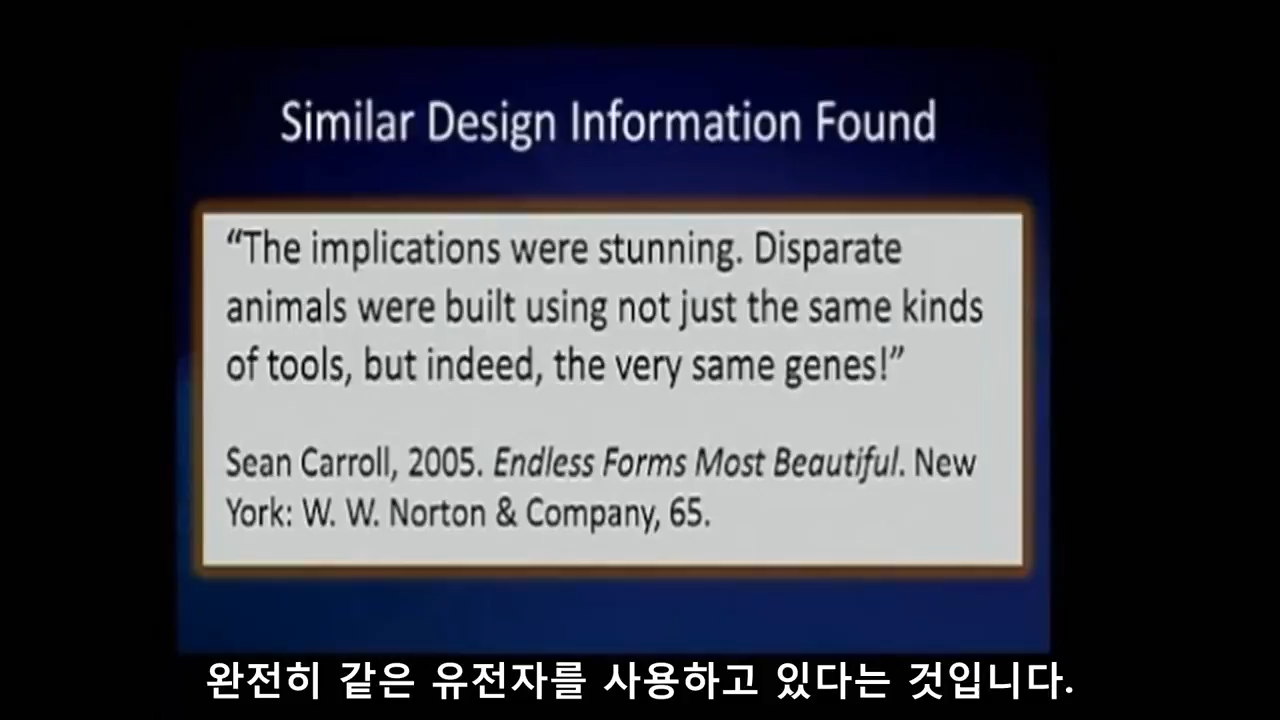 Similar Design Information Found
“The implications were stunning. Disparate
animals were built using not just the same kinds
of tools, but indeed, the very same genes!”
Sean Carroll, 2005. Endless Forms Most Beautiful. New
York: W. W. Norton & Company, 65.
완전히 같은 유전자를 사용하고 있다는 것입니다.